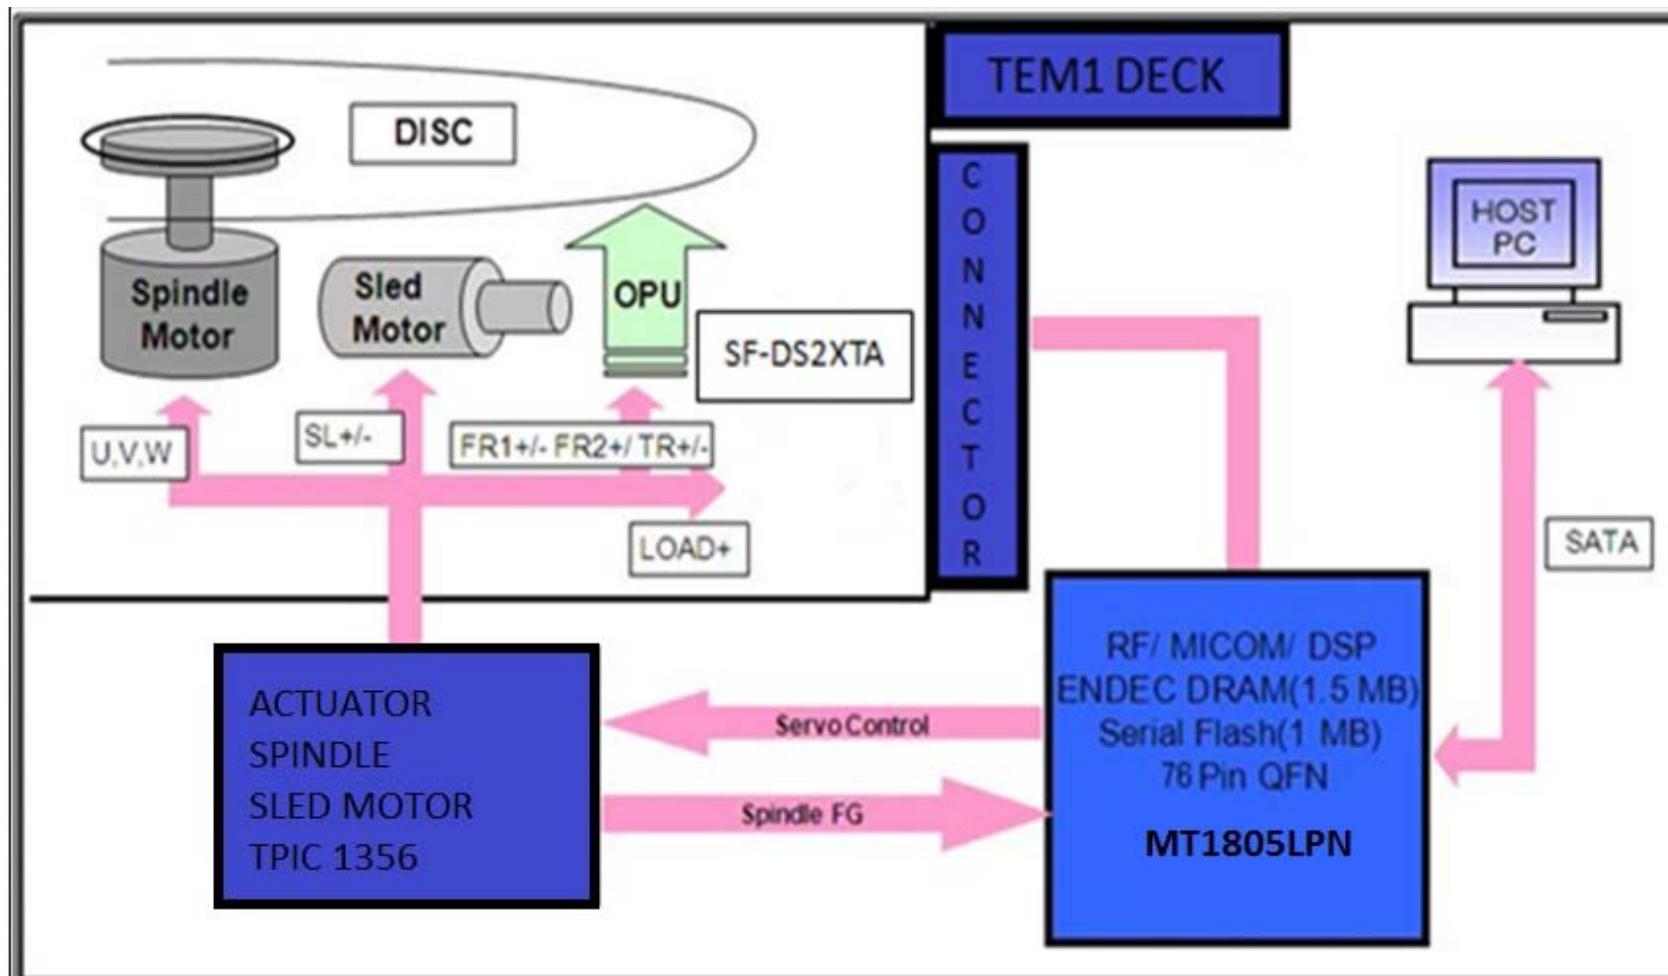 TEM1 DECK
DISC
CONNECTOR
HOST
PC
Spindle
Motor
Sled
Motor
OPU
SF-DS2XTA
U,V,W
SL+/-
FR1+/- FR2+/ TR+/-
LOAD+
SATA
ACTUATOR
SPINDLE
SLED MOTOR
TPIC 1356
Servo Control
Spindle FG
RF/ MICOM/ DSP
ENDEC DRAM(1.5 MB)
Serial Flash(1 MB)
76 Pin QFN
MT1805LPN